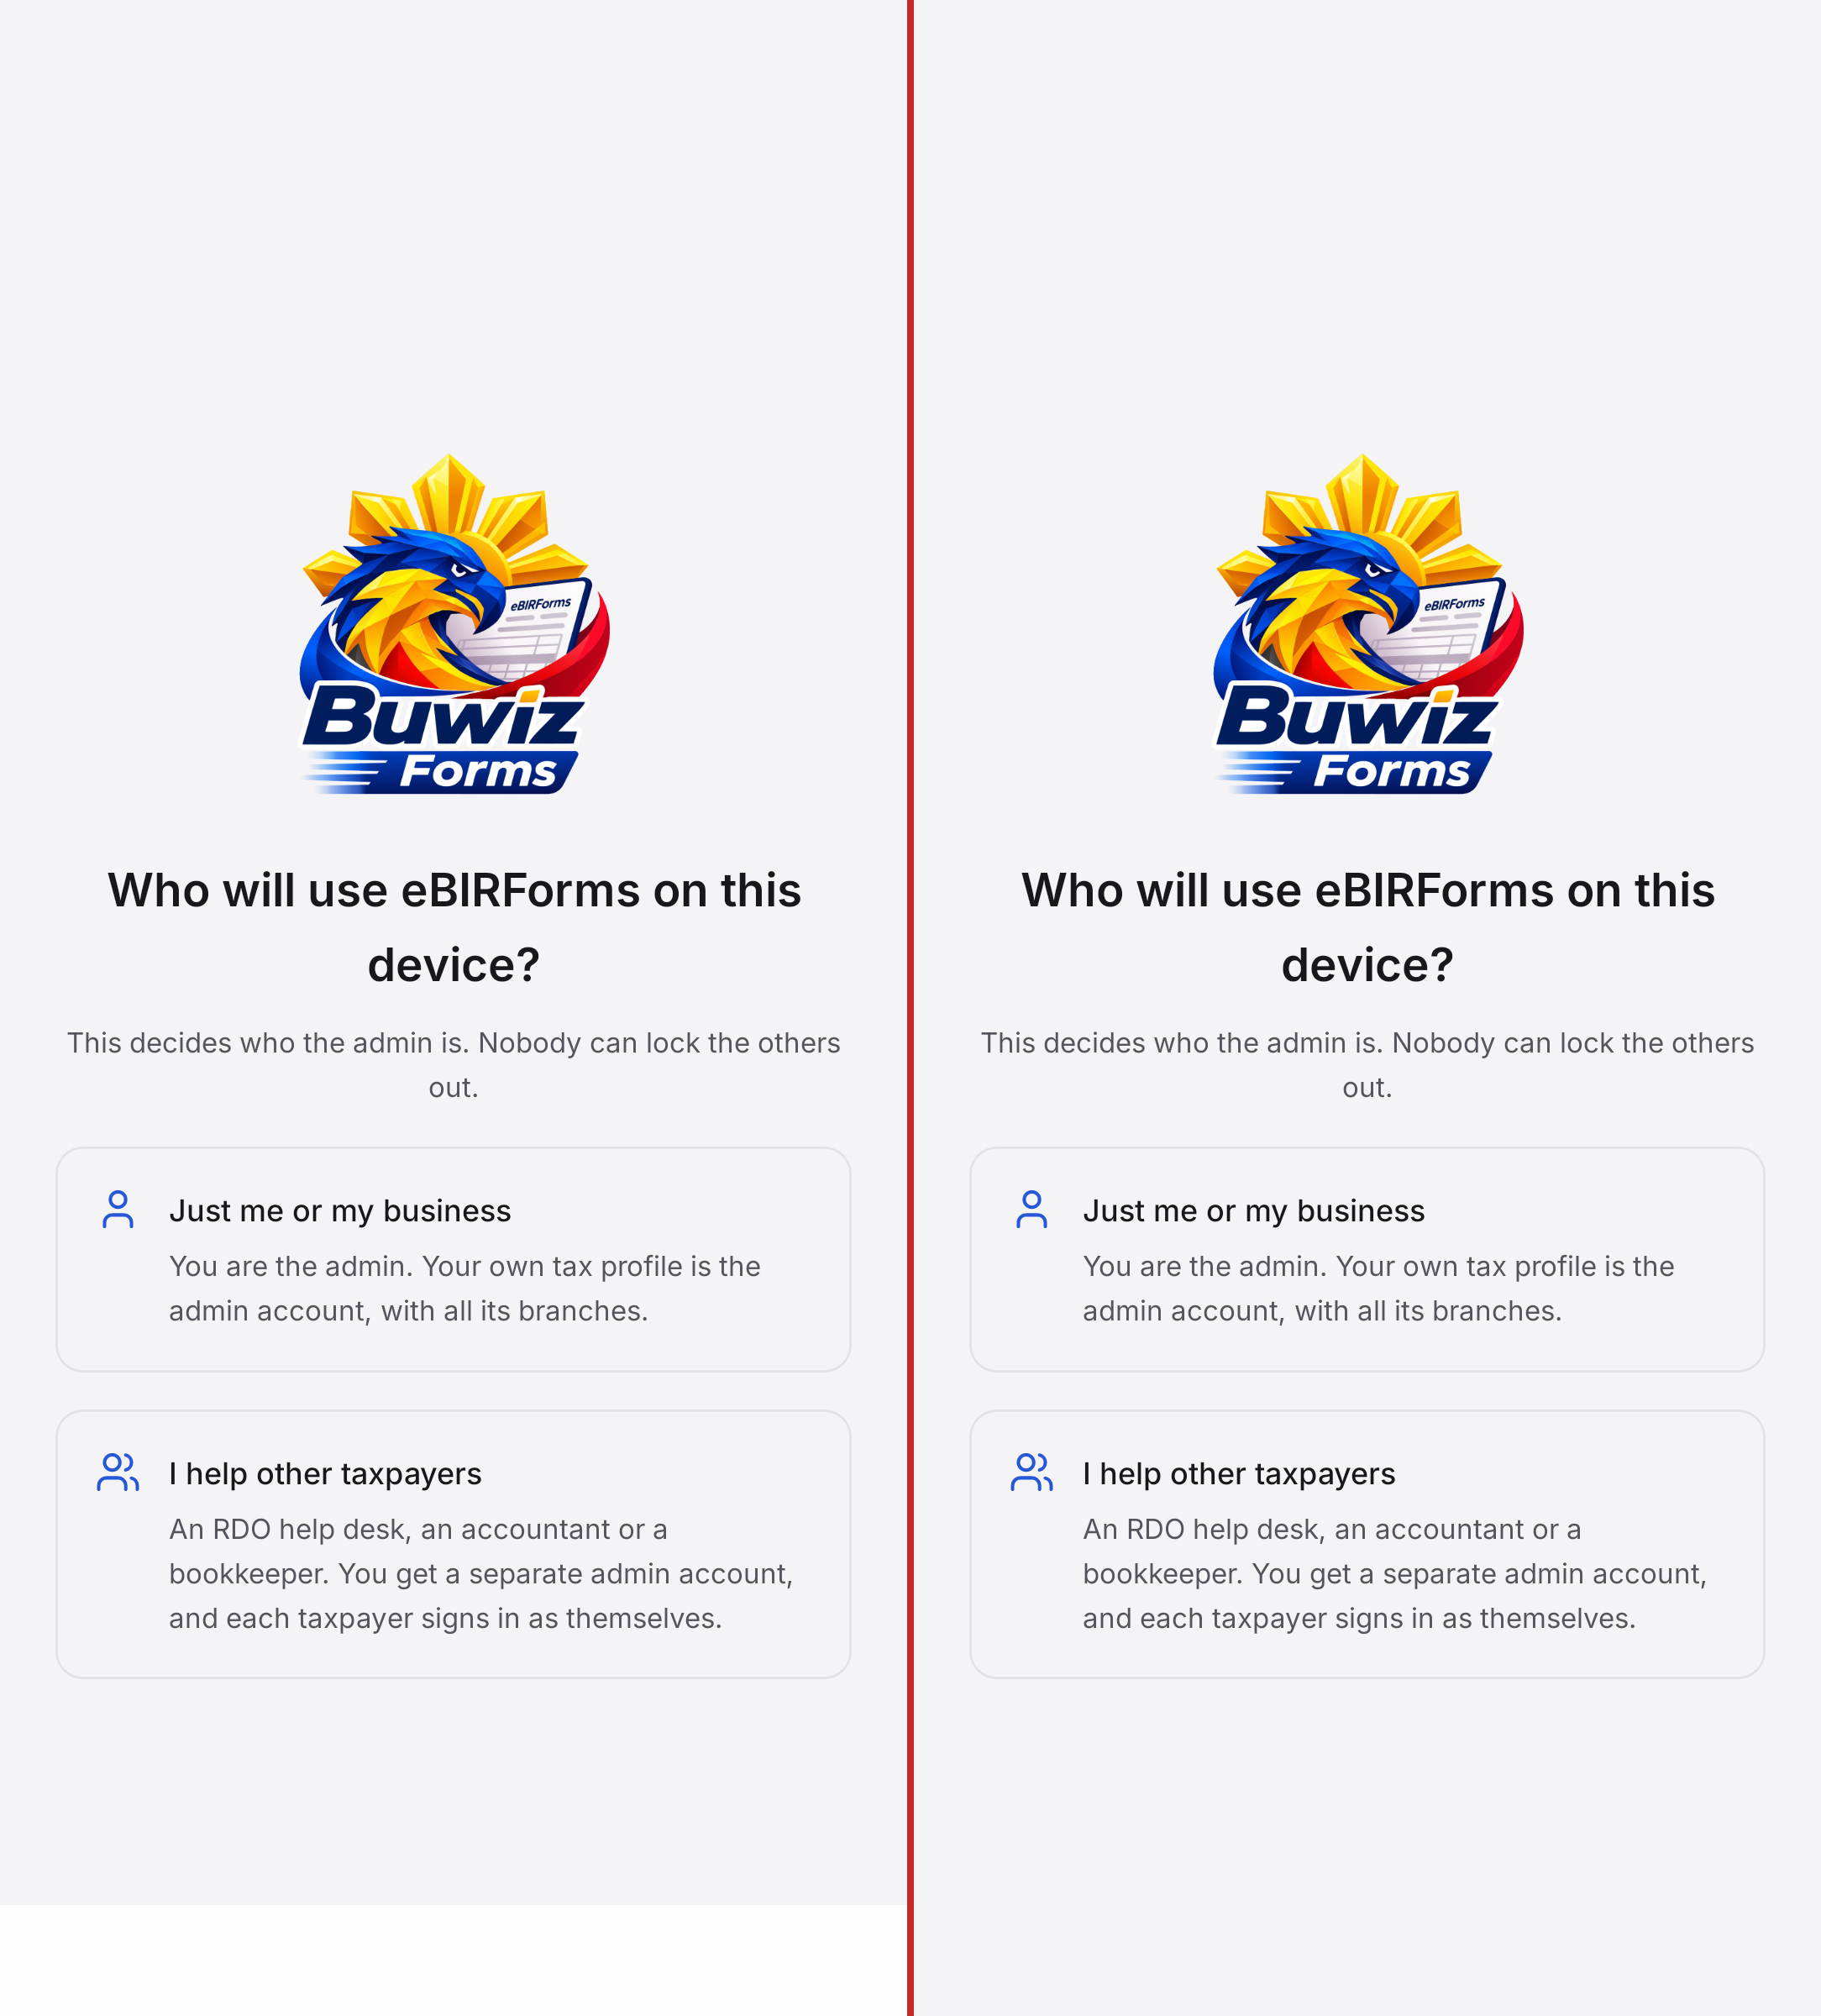 eBIRForms
Buwiz
Forms
Who will use eBIRForms on this
device?
This decides who the admin is. Nobody can lock the others
out.
Just me or my business
You are the admin. Your own tax profile is the
admin account, with all its branches.
I help other taxpayers
An RDO help desk, an accountant or a
bookkeeper. You get a separate admin account,
and each taxpayer signs in as themselves.
eBIRForms
Buwiz
Forms
Who will use eBIRForms on this
device?
This decides who the admin is. Nobody can lock the others
out.
Just me or my business
You are the admin. Your own tax profile is the
admin account, with all its branches.
I help other taxpayers
An RDO help desk, an accountant or a
bookkeeper. You get a separate admin account,
and each taxpayer signs in as themselves.